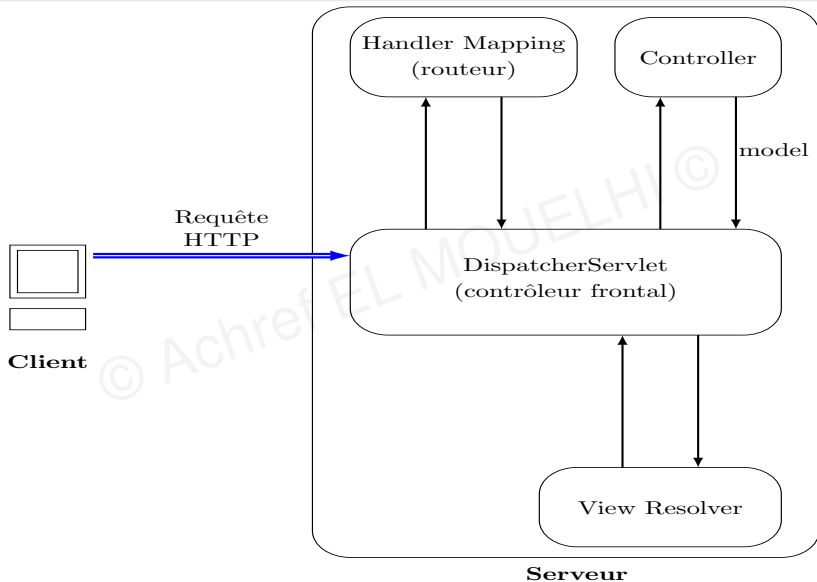 Handler Mapping
(routeur)
Controller
model
Requête
HTTP
DispatcherServlet
(contrôleur frontal)
Client
View Resolver
Serveur
© Achref EL MOUELHI ©